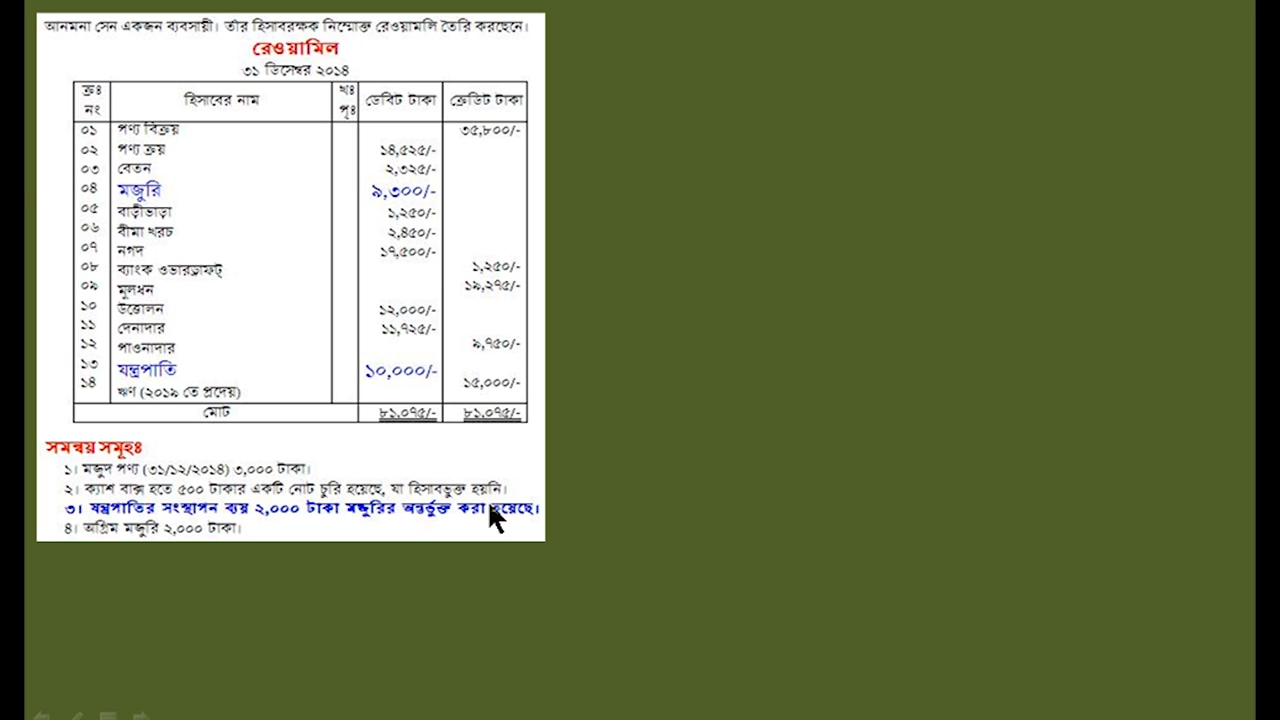 আনমনা সেন একজন ব্যবসায়ী। তাঁর হিসাবরক্ষক নিম্মোক্ত রেওয়ামলি তৈরি করছেনে।
রেওয়ামিল
৩১ ডিসেম্বর ২০১৪
ক্রঃ নং হিসাবের নাম খঃ পৃঃ ডেবিট টাকা ক্রেডিট টাকা
০১ পণ্য বিক্রয় ৩৫,৮০০/-
০২ পণ্য ক্রয় ১৪,৫২৫/-
০৩ বেতন ২,৩২৫/-
০৪ মজুরি ৯,৩০০/-
০৫ বাড়ীভাড়া ১,২৫০/-
০৬ বীমা খরচ ২,৪৫০/-
০৭ নগদ ১৭,৫০০/-
০৮ ব্যাংক ওভারড্রাফট্ ১,২৫০/-
০৯ মূলধন ১৯,২৭৫/-
১০ উত্তোলন ১২,০০০/-
১১ দেনাদার ১১,৭২৫/-
১২ পাওনাদার ৯,৭৫০/-
১৩ যন্ত্রপাতি ১০,০০০/-
১৪ ঋণ (২০১৯ তে প্রদেয়) ১৫,০০০/-
মোট ৮১,০৭৫/- ৮১,০৭৫/-
সমন্বয় সমূহঃ
১। মজুদ পণ্য (৩১/১২/২০১৪) ৩,০০০ টাকা।
২। ক্যাশ বাক্স হতে ৫০০ টাকার একটি নোট চুরি হয়েছে, যা হিসাবভুক্ত হয়নি।
৩। যন্ত্রপাতির সংস্থাপন ব্যয় ২,০০০ টাকা মজুরির অন্তর্ভুক্ত করা হয়েছে।
৪। অগ্রিম মজুরি ২,০০০ টাকা।